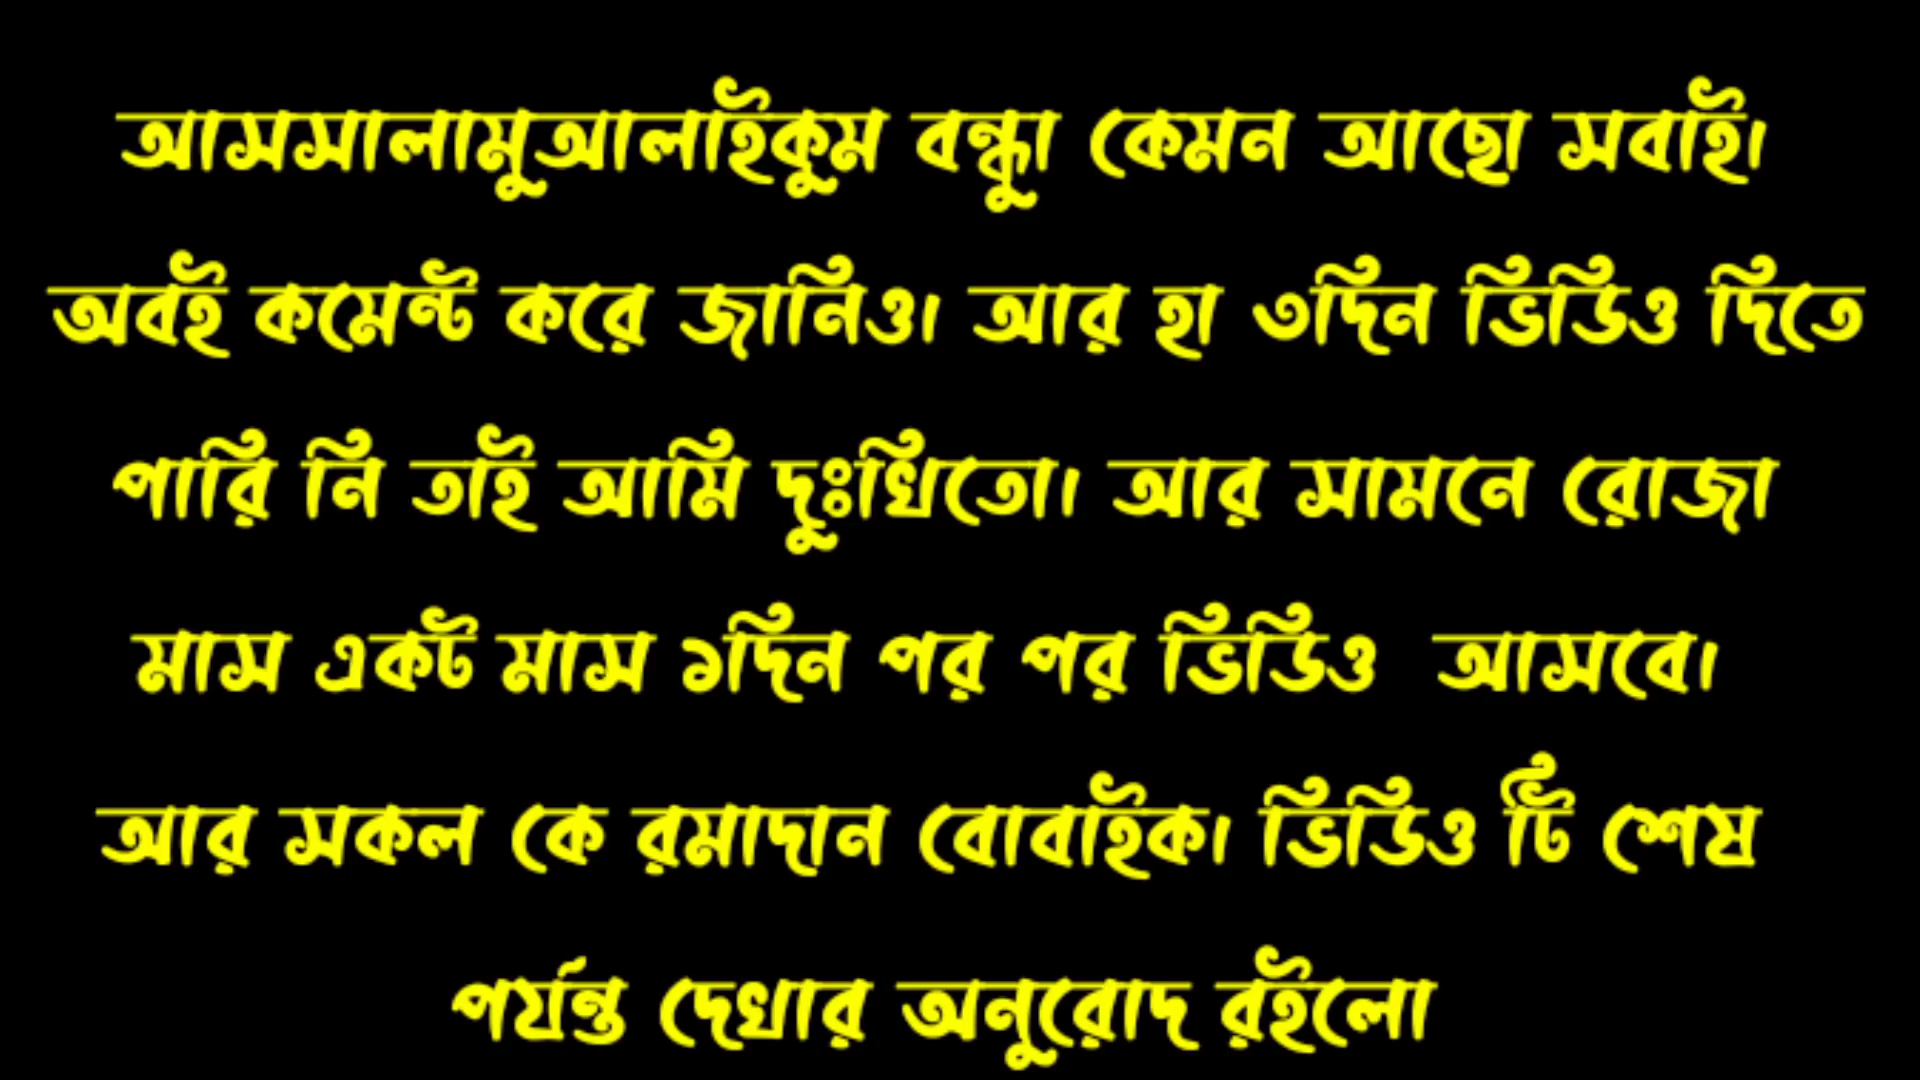 আসসালামুআলাইকুম বন্ধুা কেমন আছো সবাই।
অবই কমেন্ট করে জানিও। আর হা ৩দিন ভিডিও দিতে
পারি নি তাই আমি দুঃখিতো। আর সামনে রোজা
মাস একট মাস ১দিন পর পর ভিডিও  আসবে।
আর সকল কে রমাদান বোবাইক। ভিডিও টি শেষ
পর্যন্ত দেখার অনুরোদ রইলো